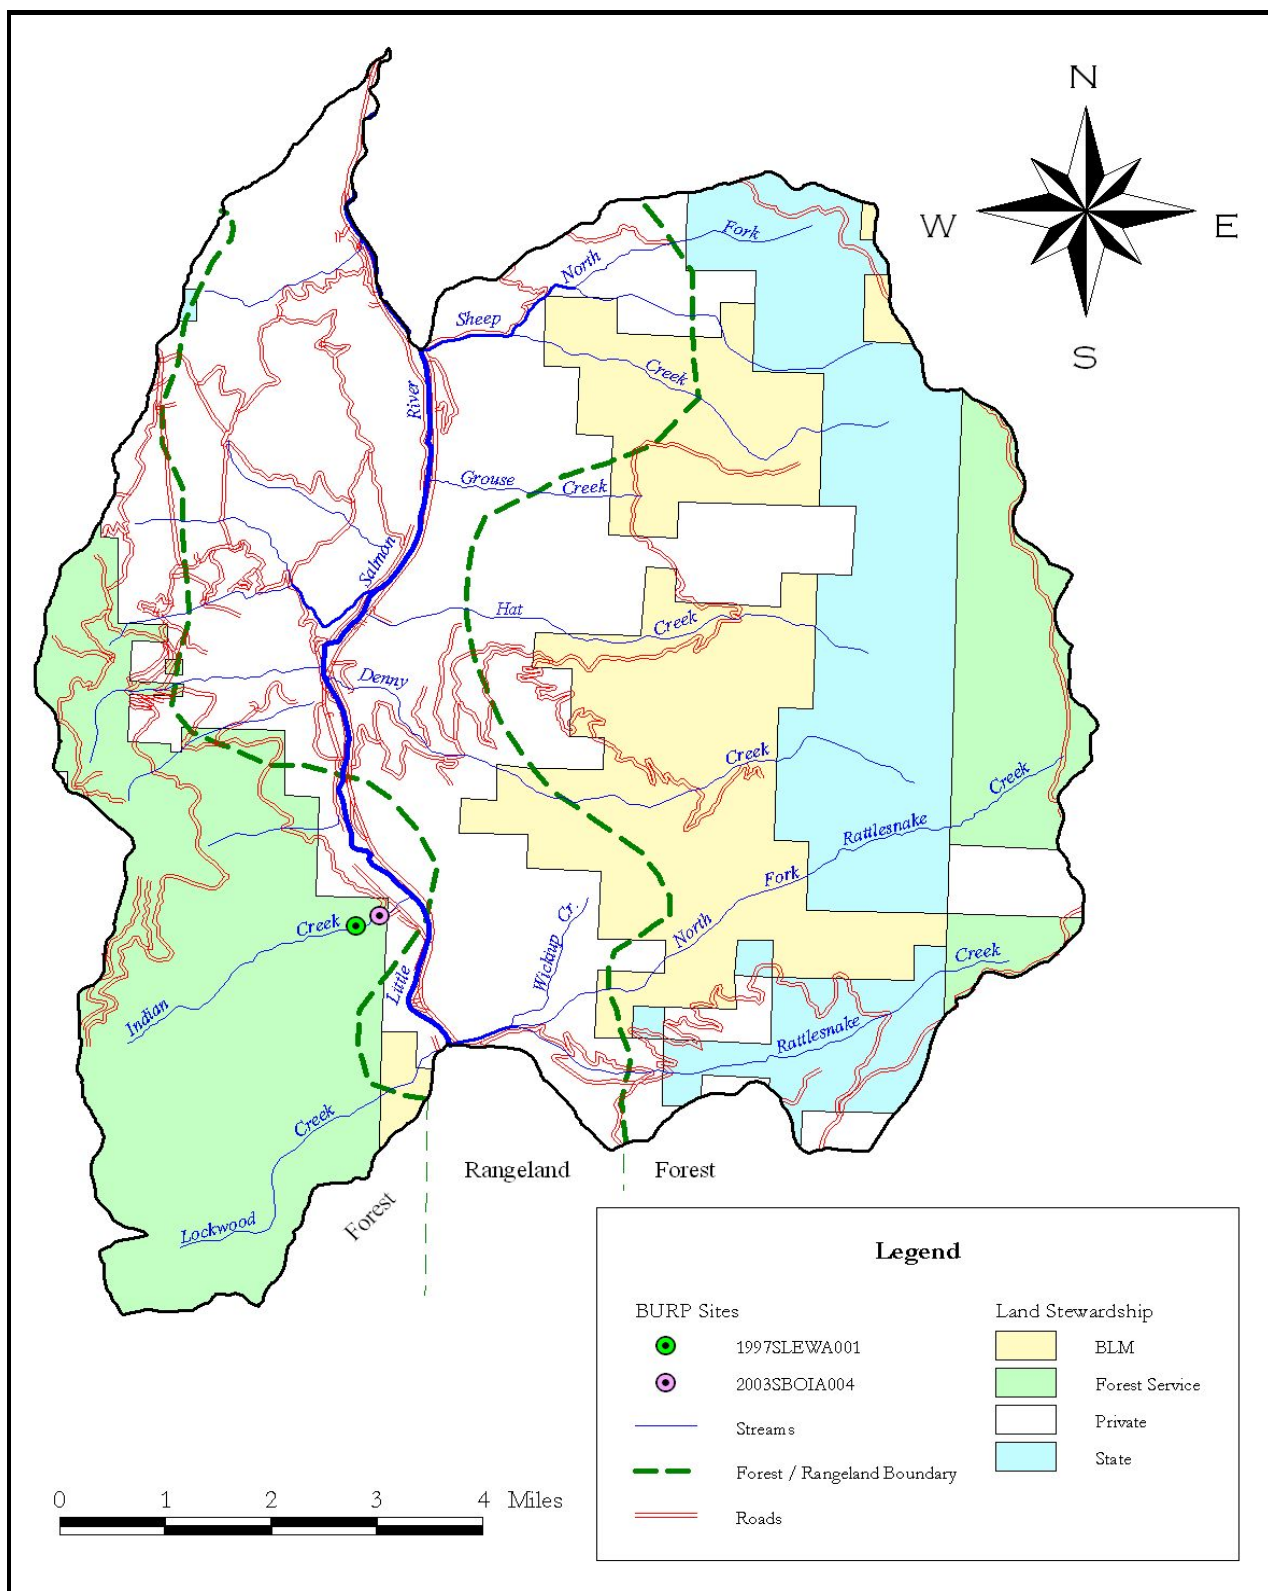 N
W
E
S
Fork
North
Sheep
Creek
River
Grouse
Creek
Salmon
Hat
Creek
Denny
Creek
Creek
Rattlesnake
Fork
North
Wickiup Cr.
Creek
Indian
Little
Creek
Rattlesnake
Creek
Lockwood
Rangeland
Forest
Forest
Legend
BURP Sites
1997SLEWA001
2003SBOIA004
Streams
Forest / Rangeland Boundary
Roads
Land Stewardship
BLM
Forest Service
Private
State
0 1 2 3 4 Miles